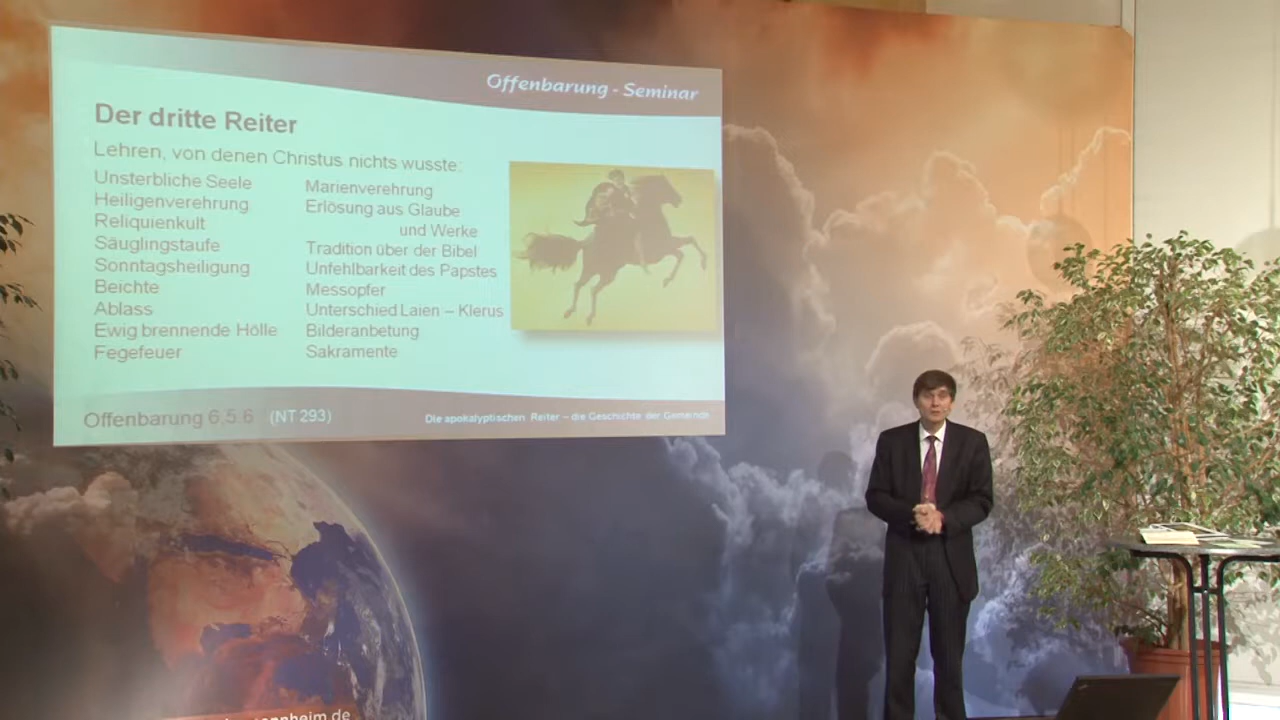 Offenbarung - Seminar
Der dritte Reiter
Lehren, von denen Christus nichts wusste:
Unsterbliche Seele
Heiligenverehrung
Reliquienkult
Säuglingstaufe
Sonntagsheiligung
Beichte
Ablass
Ewig brennende Hölle
Fegefeuer
Marienverehrung
Erlösung aus Glaube
und Werke
Tradition über der Bibel
Unfehlbarkeit des Papstes
Messopfer
Unterschied Laien – Klerus
Bilderanbetung
Sakramente
Offenbarung 6,5.6 (NT 293)
Die apokalyptischen Reiter – die Geschichte der Gemeinde